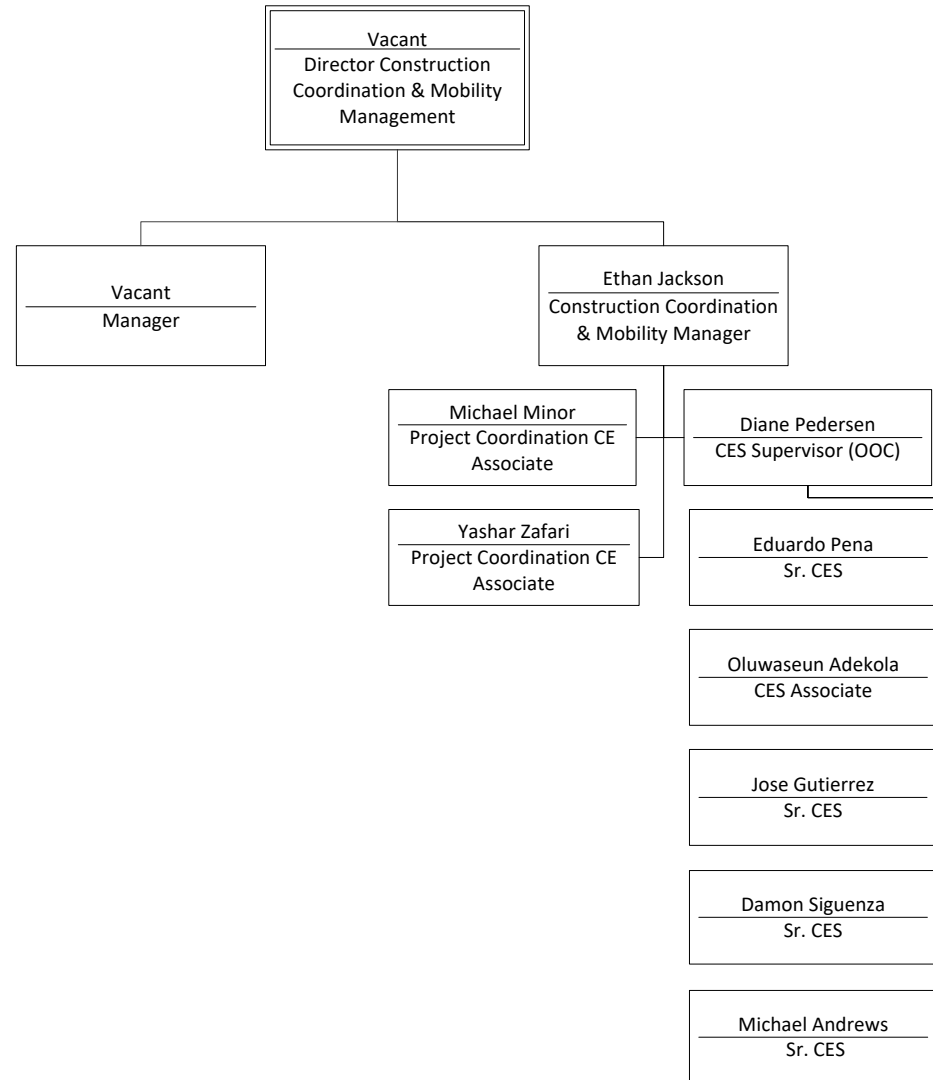 Vacant
Director Construction
Coordination & Mobility
Management
Vacant
Manager
Ethan Jackson
Construction Coordination
& Mobility Manager
Michael Minor
Project Coordination CE
Associate
Diane Pedersen
CES Supervisor (OOC)
Yashar Zafari
Project Coordination CE
Associate
Eduardo Pena
Sr. CES
Oluwaseun Adekola
CES Associate
Jose Gutierrez
Sr. CES
Damon Siguenza
Sr. CES
Michael Andrews
Sr. CES